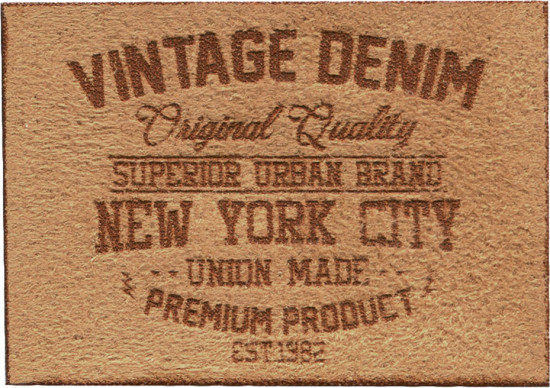 VINTAGE DENIM
Original Quality
SUPERIOR URBAN BRAND
NEW YORK CITY
-- UNION MADE --
PREMIUM PRODUCT
EST.1982